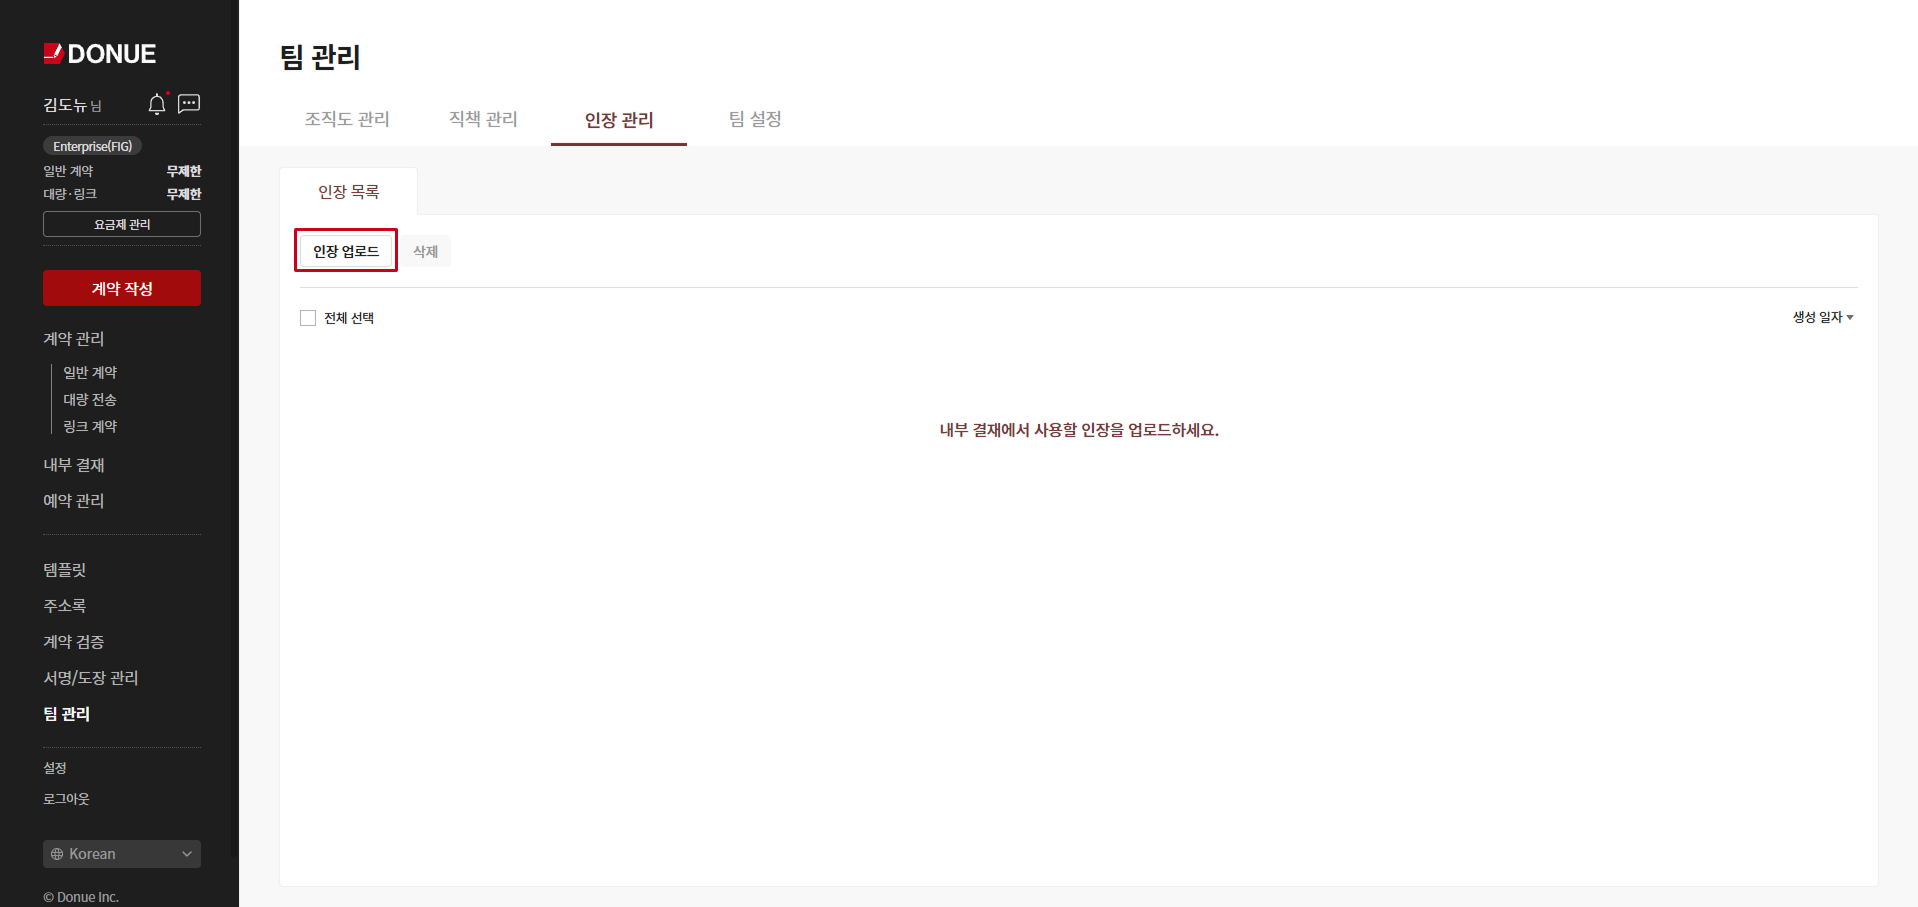 DONUE
김도뉴 님
Enterprise(FIG)
일반 계약 무제한
대량·링크 무제한
요금제 관리
계약 작성
계약 관리
일반 계약
대량 전송
링크 계약
내부 결재
예약 관리
템플릿
주소록
계약 검증
서명/도장 관리
팀 관리
설정
로그아웃
Korean
© Donue Inc.
팀 관리
조직도 관리 직책 관리 인장 관리 팀 설정
인장 목록
인장 업로드 삭제
전체 선택 생성 일자
내부 결재에서 사용할 인장을 업로드하세요.